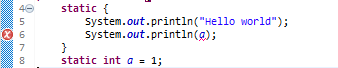 4 static {
5 System.out.println("Hello world");
6 System.out.println(a);
7 }
8 static int a = 1;